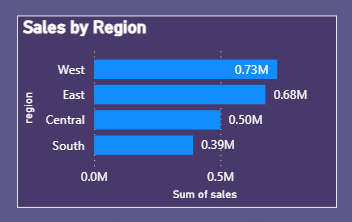 Sales by Region
West 0.73M
East 0.68M
Central 0.50M
South 0.39M
region
0.0M 0.5M
Sum of sales